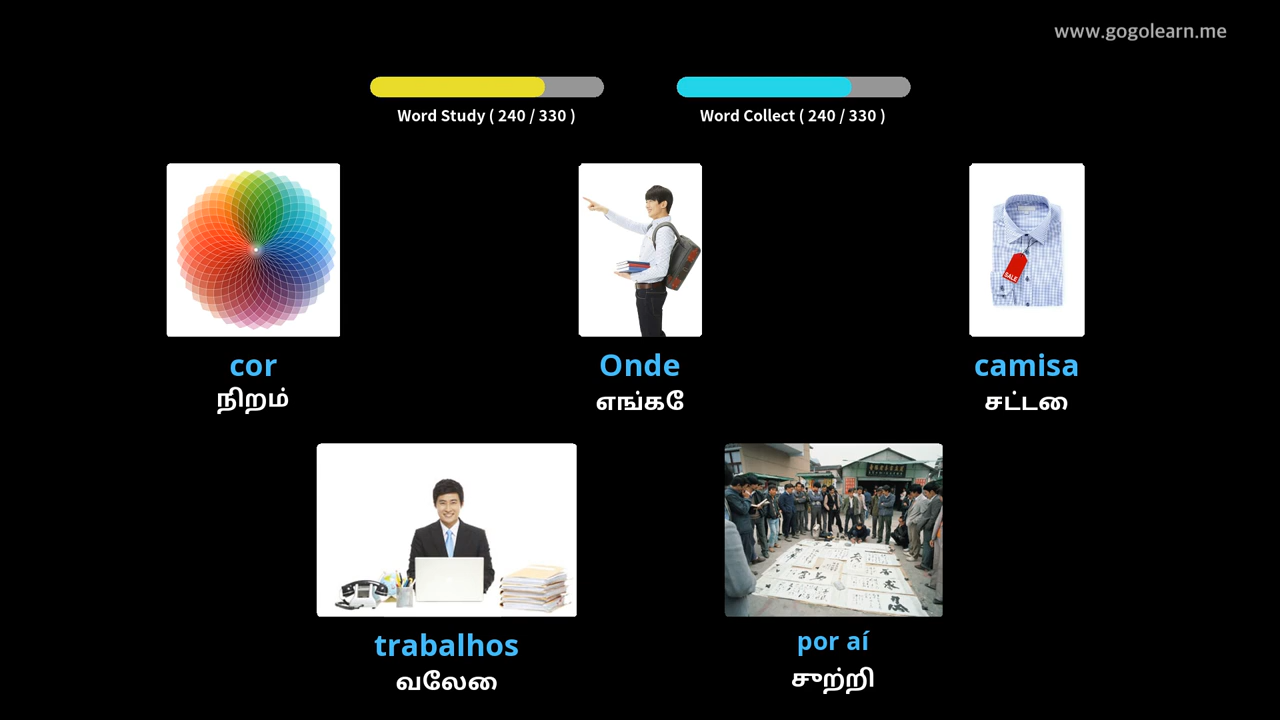 www.gogolearn.me
Word Study ( 240 / 330 )
Word Collect ( 240 / 330 )
SALE
cor
நிறம்
Onde
எங்கே
camisa
சட்டை
trabalhos
வேலை
por aí
சுற்றி